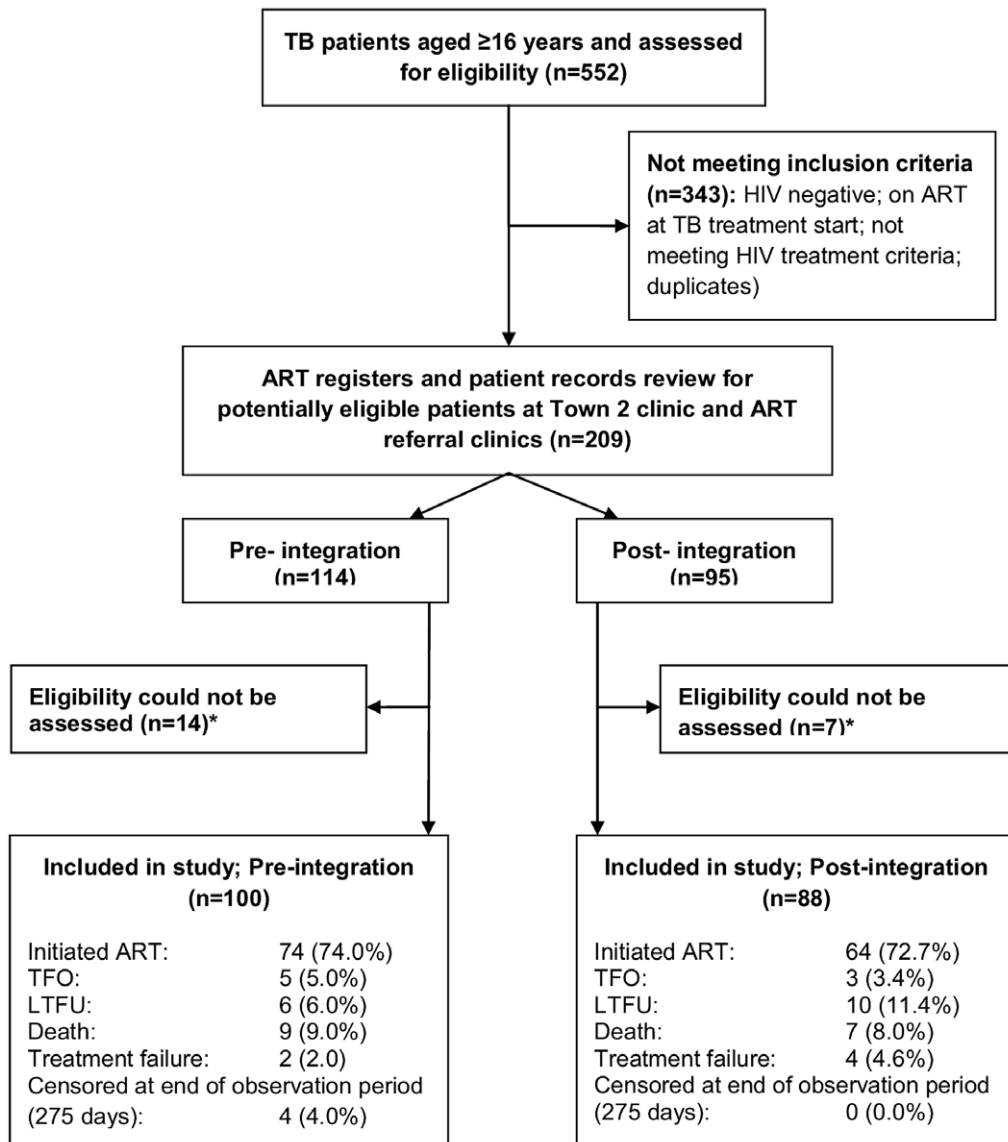 TB patients aged ≥16 years and assessed
for eligibility (n=552)
Not meeting inclusion criteria
(n=343): HIV negative; on ART
at TB treatment start; not
meeting HIV treatment criteria;
duplicates)
ART registers and patient records review for
potentially eligible patients at Town 2 clinic and ART
referral clinics (n=209)
Pre- integration
(n=114)
Post- integration
(n=95)
Eligibility could not be
assessed (n=14)*
Eligibility could not be
assessed (n=7)*
Included in study; Pre-integration
(n=100)
Initiated ART: 74 (74.0%)
TFO: 5 (5.0%)
LTFU: 6 (6.0%)
Death: 9 (9.0%)
Treatment failure: 2 (2.0)
Censored at end of observation period
(275 days): 4 (4.0%)
Included in study; Post-integration
(n=88)
Initiated ART: 64 (72.7%)
TFO: 3 (3.4%)
LTFU: 10 (11.4%)
Death: 7 (8.0%)
Treatment failure: 4 (4.6%)
Censored at end of observation period
(275 days): 0 (0.0%)